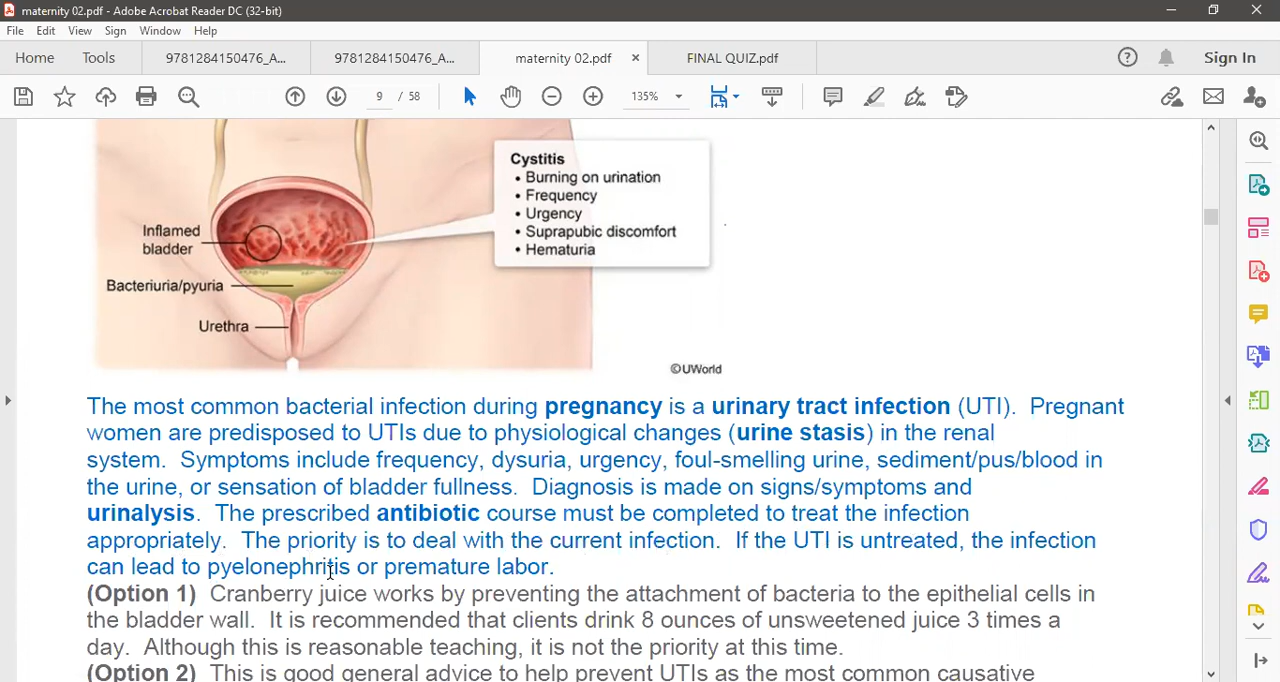 maternity 02.pdf - Adobe Acrobat Reader DC (32-bit)
File Edit View Sign Window Help
Home Tools 9781284150476_A... 9781284150476_A... maternity 02.pdf × FINAL QUIZ.pdf Sign In
9 / 58 135%
Cystitis
• Burning on urination
• Frequency
• Urgency
• Suprapubic discomfort
• Hematuria
Inflamed
bladder
Bacteriuria/pyuria
Urethra
©UWorld
The most common bacterial infection during pregnancy is a urinary tract infection (UTI). Pregnant
women are predisposed to UTIs due to physiological changes (urine stasis) in the renal
system. Symptoms include frequency, dysuria, urgency, foul-smelling urine, sediment/pus/blood in
the urine, or sensation of bladder fullness. Diagnosis is made on signs/symptoms and
urinalysis. The prescribed antibiotic course must be completed to treat the infection
appropriately. The priority is to deal with the current infection. If the UTI is untreated, the infection
can lead to pyelonephritis or premature labor.
(Option 1) Cranberry juice works by preventing the attachment of bacteria to the epithelial cells in
the bladder wall. It is recommended that clients drink 8 ounces of unsweetened juice 3 times a
day. Although this is reasonable teaching, it is not the priority at this time.
(Option 2) This is good general advice to help prevent UTIs as the most common causative